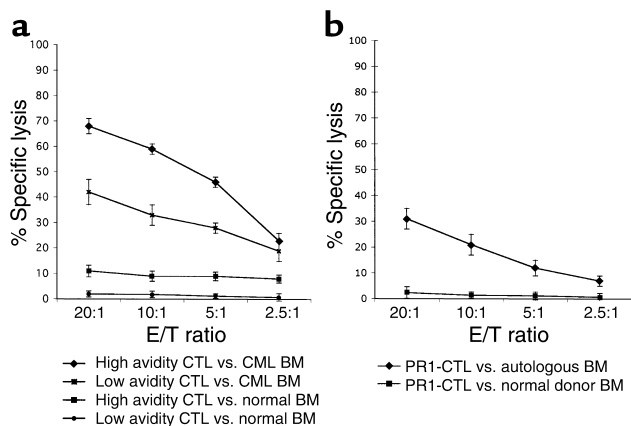 a
100
90
80
70
60
50
40
30
20
10
0
% Specific lysis
20:1 10:1 5:1 2.5:1
E/T ratio
High avidity CTL vs. CML BM
Low avidity CTL vs. CML BM
High avidity CTL vs. normal BM
Low avidity CTL vs. normal BM
b
100
90
80
70
60
50
40
30
20
10
0
% Specific lysis
20:1 10:1 5:1 2.5:1
E/T ratio
PR1-CTL vs. autologous BM
PR1-CTL vs. normal donor BM